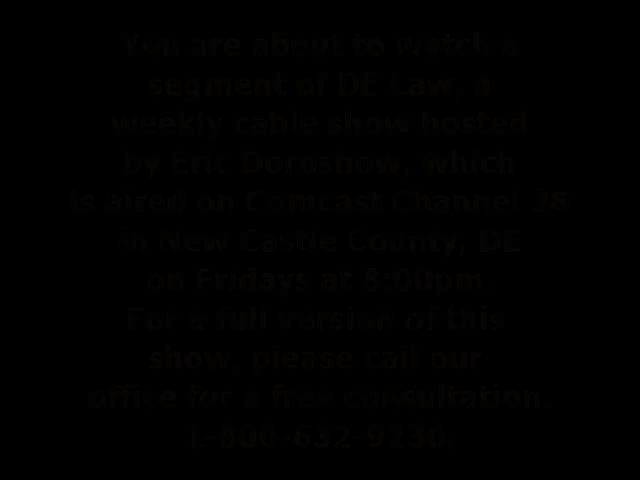 You are about to watch a
segment of DE Law, a
weekly cable show hosted
by Eric Doroshow, which
is aired on Comcast Channel 28
in New Castle County, DE
on Fridays at 8:00pm.
For a full version of this
show, please call our
office for a free consultation.
1-800-632-9230.